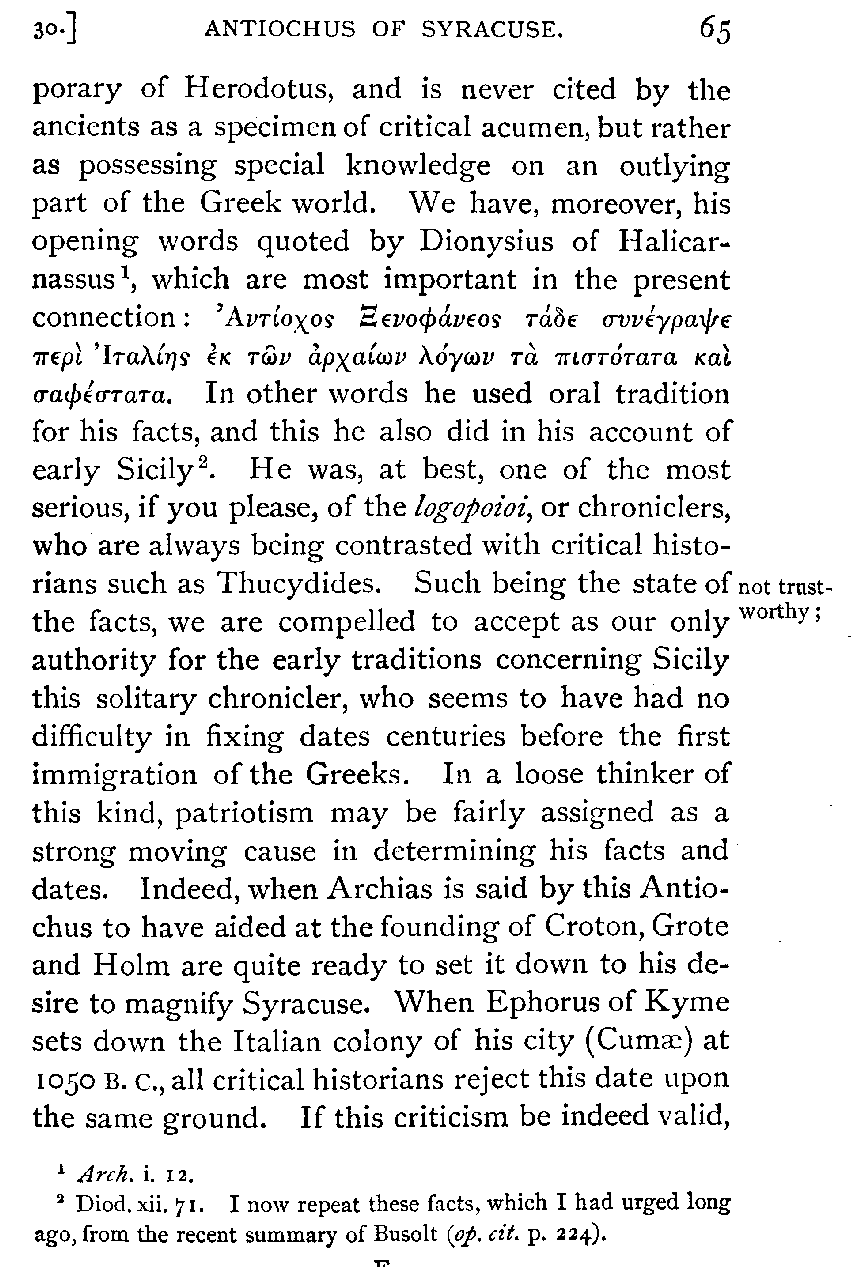 30.] ANTIOCHUS OF SYRACUSE. 65
porary of Herodotus, and is never cited by the
ancients as a specimen of critical acumen, but rather
as possessing special knowledge on an outlying
part of the Greek world. We have, moreover, his
opening words quoted by Dionysius of Halicar-
nassus¹, which are most important in the present
connection: Ἀντίοχος Ξενοφάνεος τάδε συνέγραψε
περὶ Ἰταλίης ἐκ τῶν ἀρχαίων λόγων τὰ πιστότατα καὶ
σαφέστατα. In other words he used oral tradition
for his facts, and this he also did in his account of
early Sicily². He was, at best, one of the most
serious, if you please, of the logopoioi, or chroniclers,
who are always being contrasted with critical histo-
rians such as Thucydides. Such being the state of not trust-
the facts, we are compelled to accept as our only worthy;
authority for the early traditions concerning Sicily
this solitary chronicler, who seems to have had no
difficulty in fixing dates centuries before the first
immigration of the Greeks. In a loose thinker of
this kind, patriotism may be fairly assigned as a
strong moving cause in determining his facts and
dates. Indeed, when Archias is said by this Antio-
chus to have aided at the founding of Croton, Grote
and Holm are quite ready to set it down to his de-
sire to magnify Syracuse. When Ephorus of Kyme
sets down the Italian colony of his city (Cumæ) at
1050 B. C., all critical historians reject this date upon
the same ground. If this criticism be indeed valid,
¹ Arch. i. 12.
² Diod. xii. 71. I now repeat these facts, which I had urged long
ago, from the recent summary of Busolt (op. cit. p. 224).